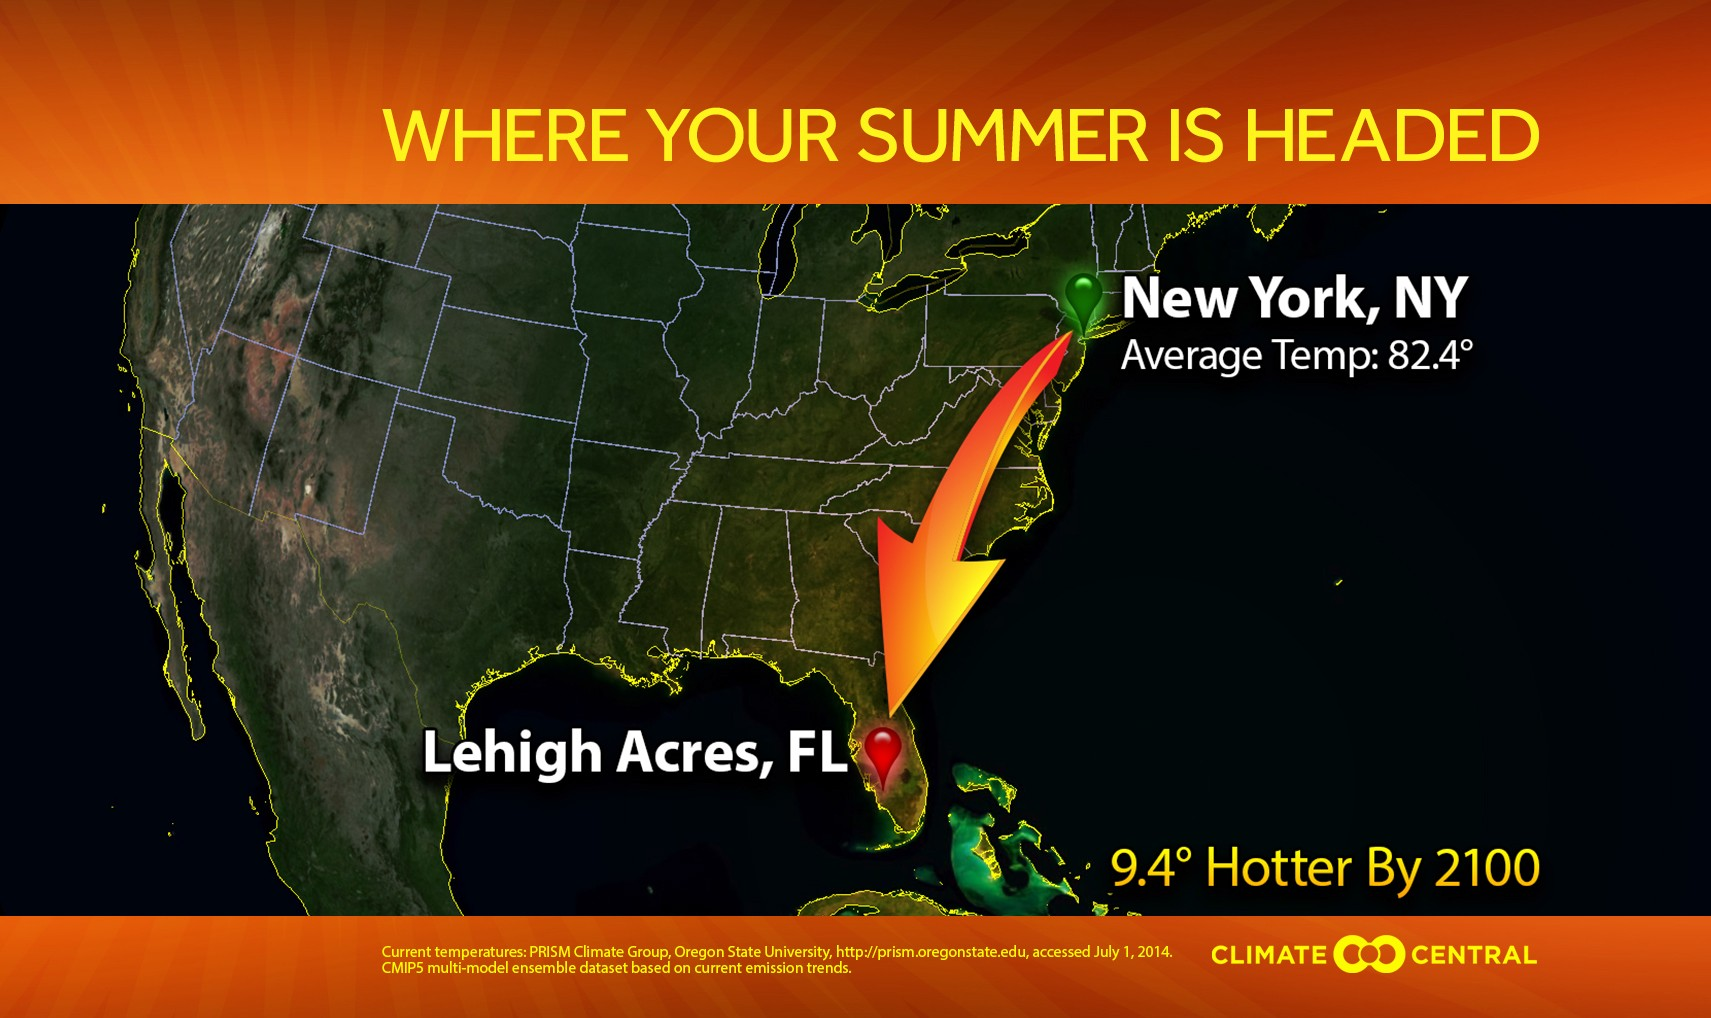 WHERE YOUR SUMMER IS HEADED
New York, NY
Average Temp: 82.4°
Lehigh Acres, FL
9.4° Hotter By 2100
Current temperatures: PRISM Climate Group, Oregon State University, http://prism.oregonstate.edu, accessed July 1, 2014.
CMIP5 multi-model ensemble dataset based on current emission trends.
CLIMATE CENTRAL